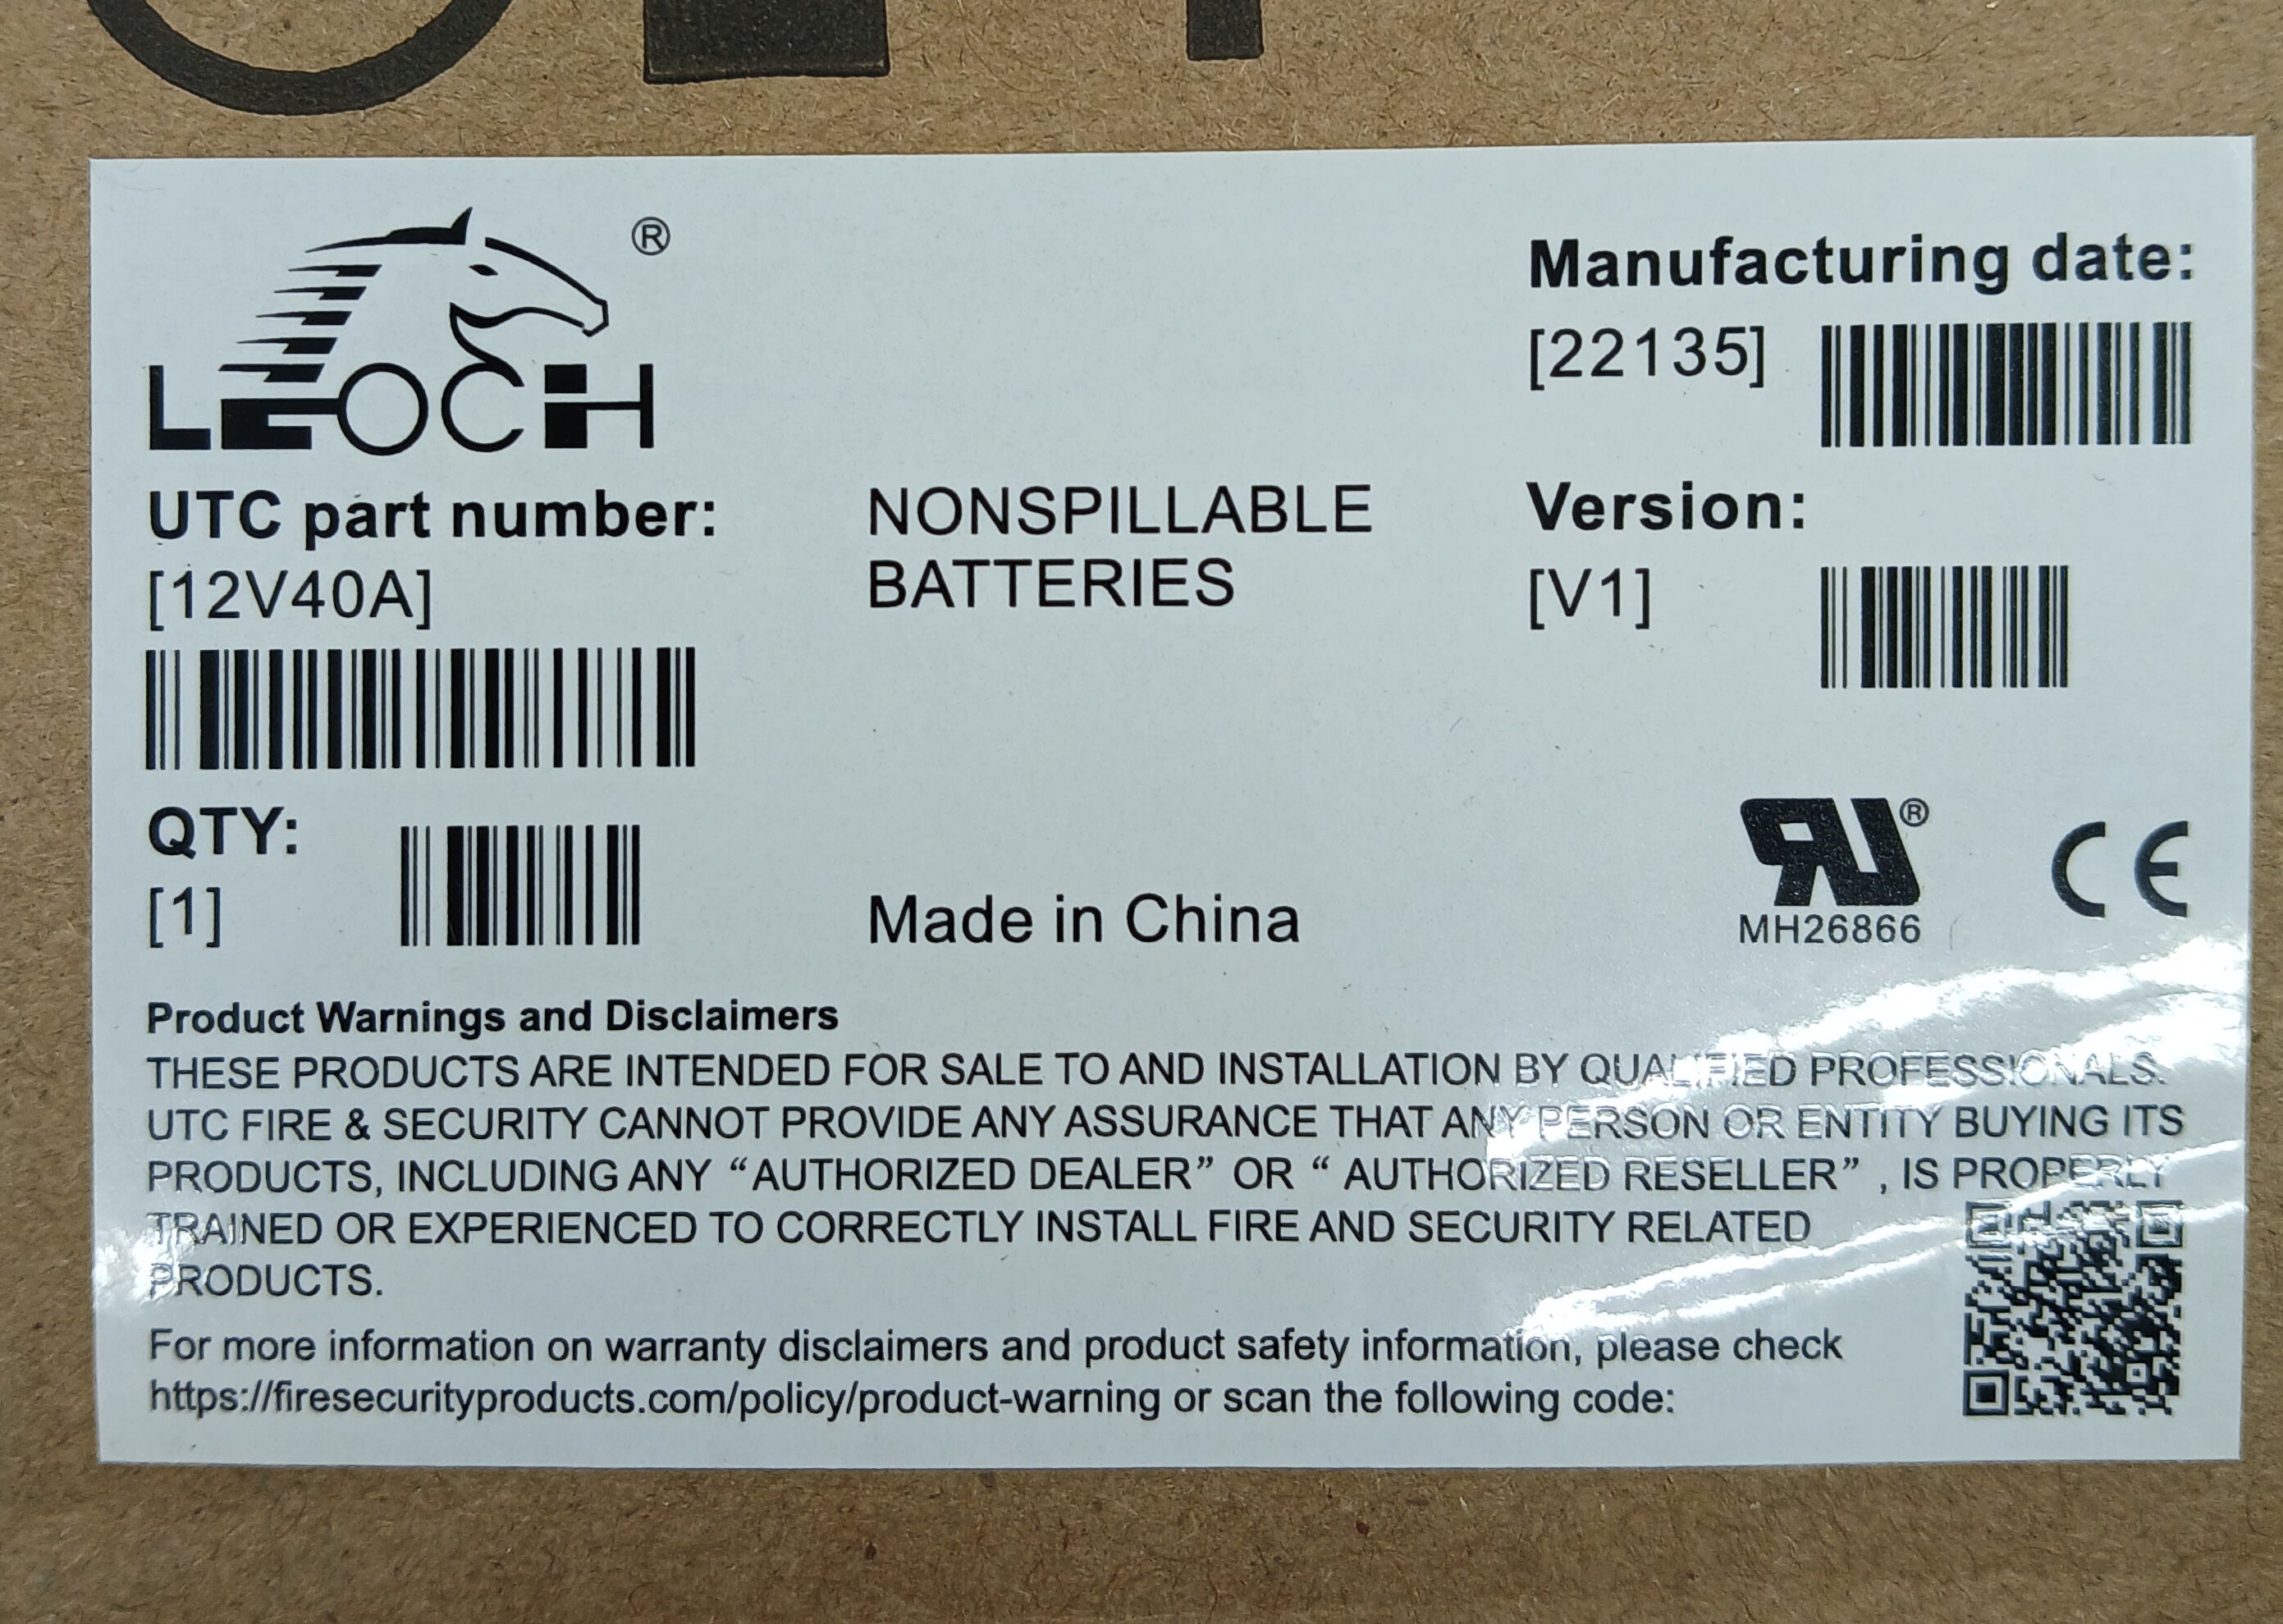 LEOCH ®
Manufacturing date:
[22135]
UTC part number:
[12V40A]
NONSPILLABLE
BATTERIES
Version:
[V1]
QTY:
[1]
Made in China
RU®
MH26866
CE
Product Warnings and Disclaimers
THESE PRODUCTS ARE INTENDED FOR SALE TO AND INSTALLATION BY QUALIFIED PROFESSIONALS.
UTC FIRE & SECURITY CANNOT PROVIDE ANY ASSURANCE THAT ANY PERSON OR ENTITY BUYING ITS
PRODUCTS, INCLUDING ANY “AUTHORIZED DEALER” OR “ AUTHORIZED RESELLER” , IS PROPERLY
TRAINED OR EXPERIENCED TO CORRECTLY INSTALL FIRE AND SECURITY RELATED
PRODUCTS.
For more information on warranty disclaimers and product safety information, please check
https://firesecurityproducts.com/policy/product-warning or scan the following code: